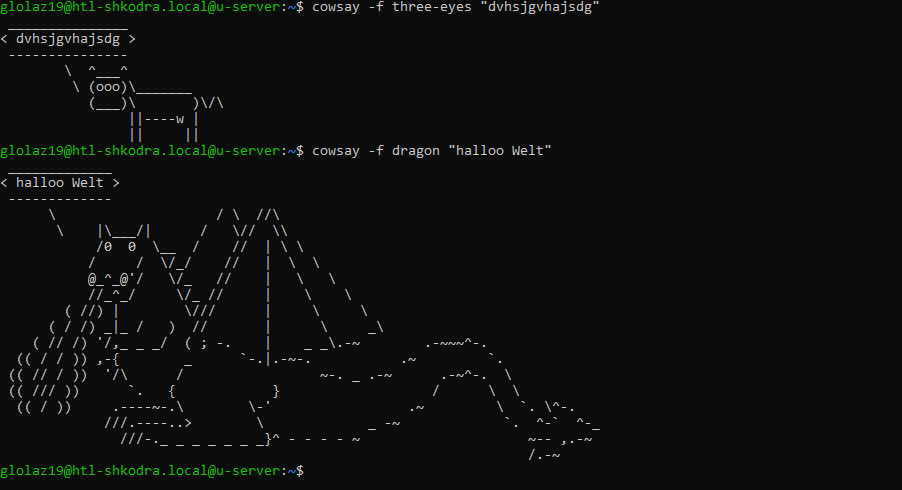 glolaz19@htl-shkodra.local@u-server:~$ cowsay -f three-eyes "dvhsjgvhajsdg"
 _______________
< dvhsjgvhajsdg >
 ---------------
        \  ^___^
         \ (ooo)\_______
           (___)\       )\/\
                ||----w |
                ||     ||
glolaz19@htl-shkodra.local@u-server:~$ cowsay -f dragon "halloo Welt"
 _____________
< halloo Welt >
 -------------
      \                    / \  //\
       \    |\___/|      /   \//  \\
            /0  0  \__  /    //  | \ \
           /     /  \/_/    //   |  \  \
           @_^_@'/   \/_   //    |   \   \
           //_^_/     \/_ //     |    \    \
        ( //) |        \///      |     \     \
      ( / /) _|_ /   )  //       |      \     _\
    ( // /) '/,_ _ _/  ( ; -.    |    _ _\.-~        .-~~~^-.
  (( / / )) ,-{        _      `-.|.-~-.           .~         `.
 (( // / ))  '/\      /                 ~-. _ .-~      .-~^-.  \
 (( /// ))      `.   {            }                   /      \  \
  (( / ))     .----~-.\        \-'                 .~         \  `. \^-.
             ///.----..>        \             _ -~             `.  ^-`  ^-_
               ///-._ _ _ _ _ _ _}^ - - - - ~                     ~-- ,.-~
                                                                  /.-~
glolaz19@htl-shkodra.local@u-server:~$